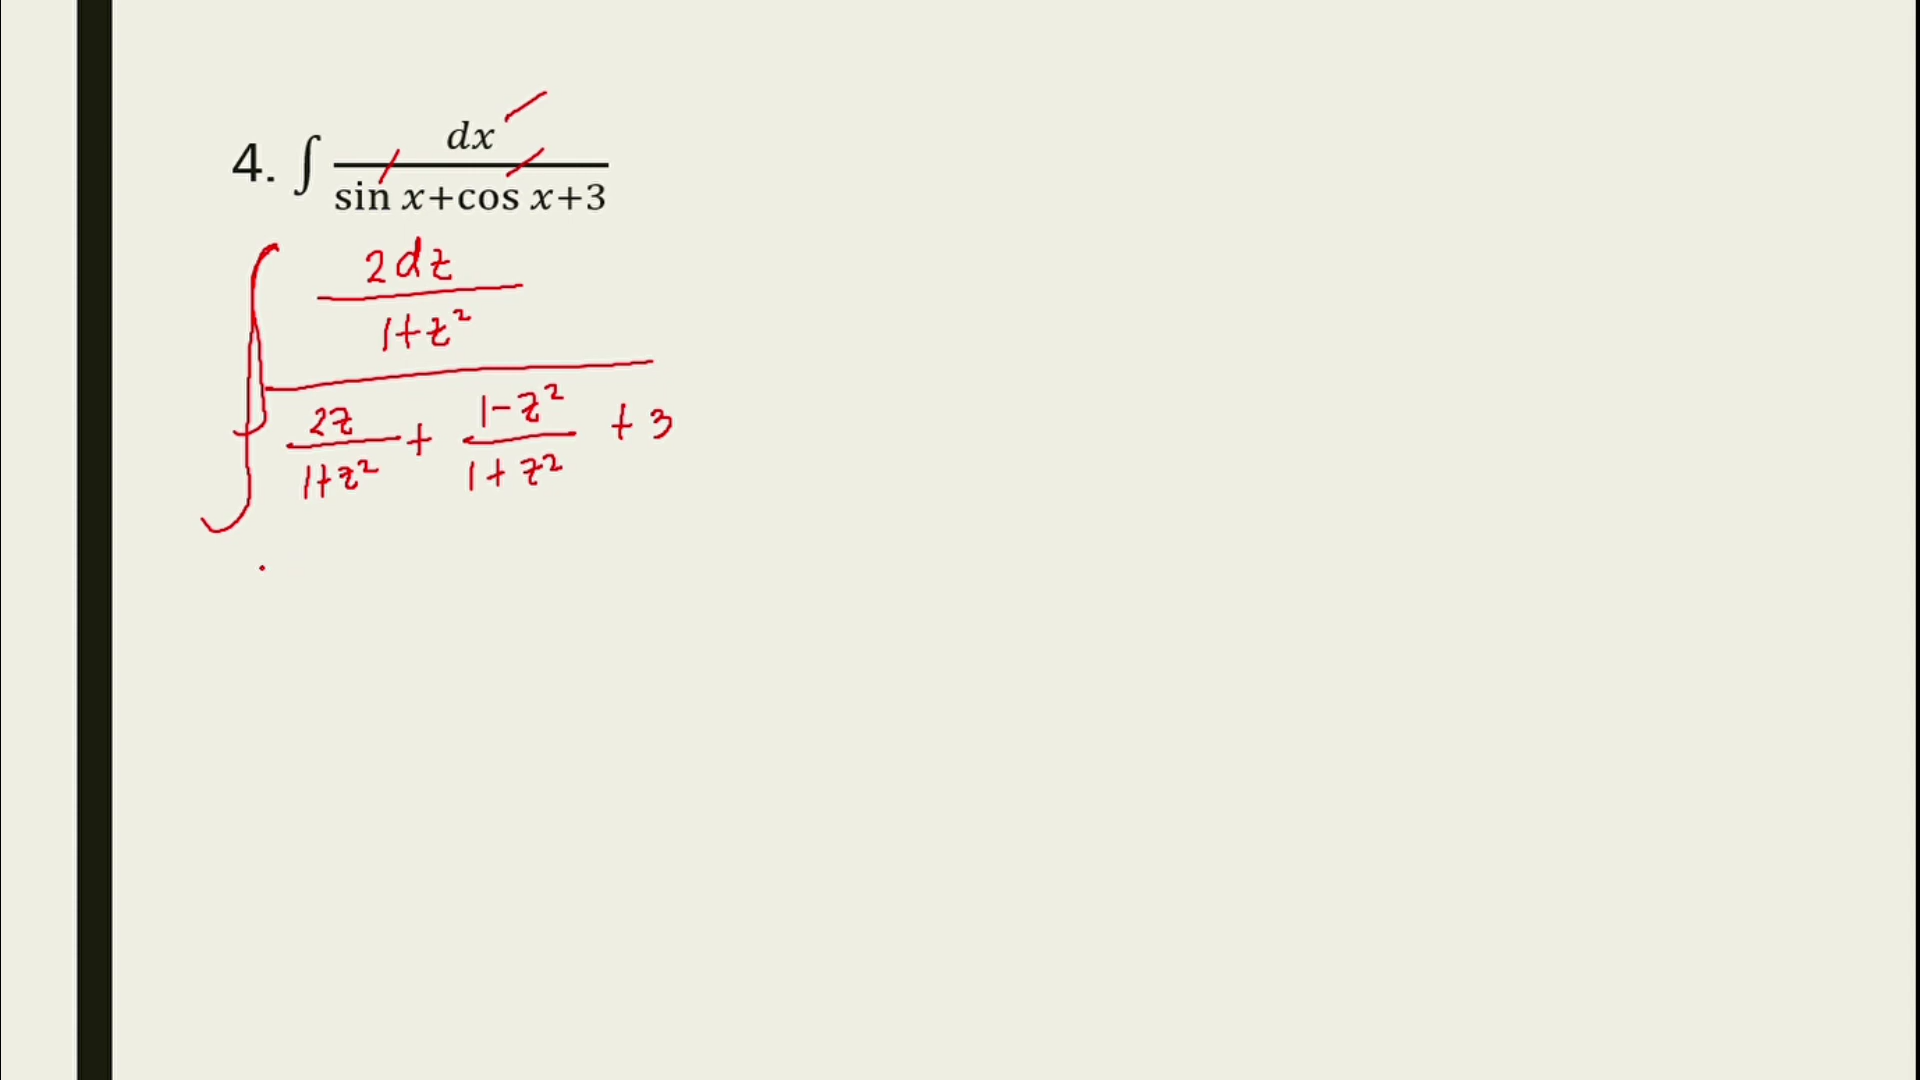 4. ∫ dx / (sin x+cos x+3)
∫ (2dz / (1+z²)) / (2z / (1+z²) + (1-z²) / (1+z²) + 3)